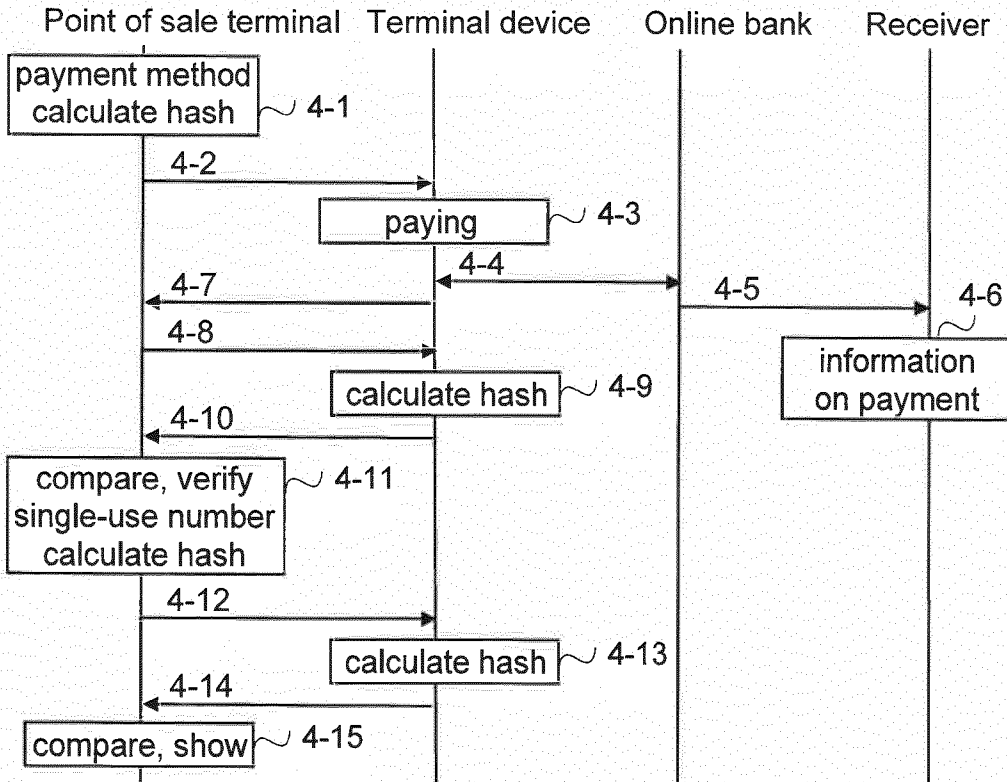 Point of sale terminal Terminal device Online bank Receiver
payment method
calculate hash
4-1
4-2
paying
4-3
4-4
4-7
4-5
4-6
4-8
information
on payment
calculate hash
4-9
4-10
compare, verify
single-use number
calculate hash
4-11
4-12
calculate hash
4-13
4-14
compare, show
4-15